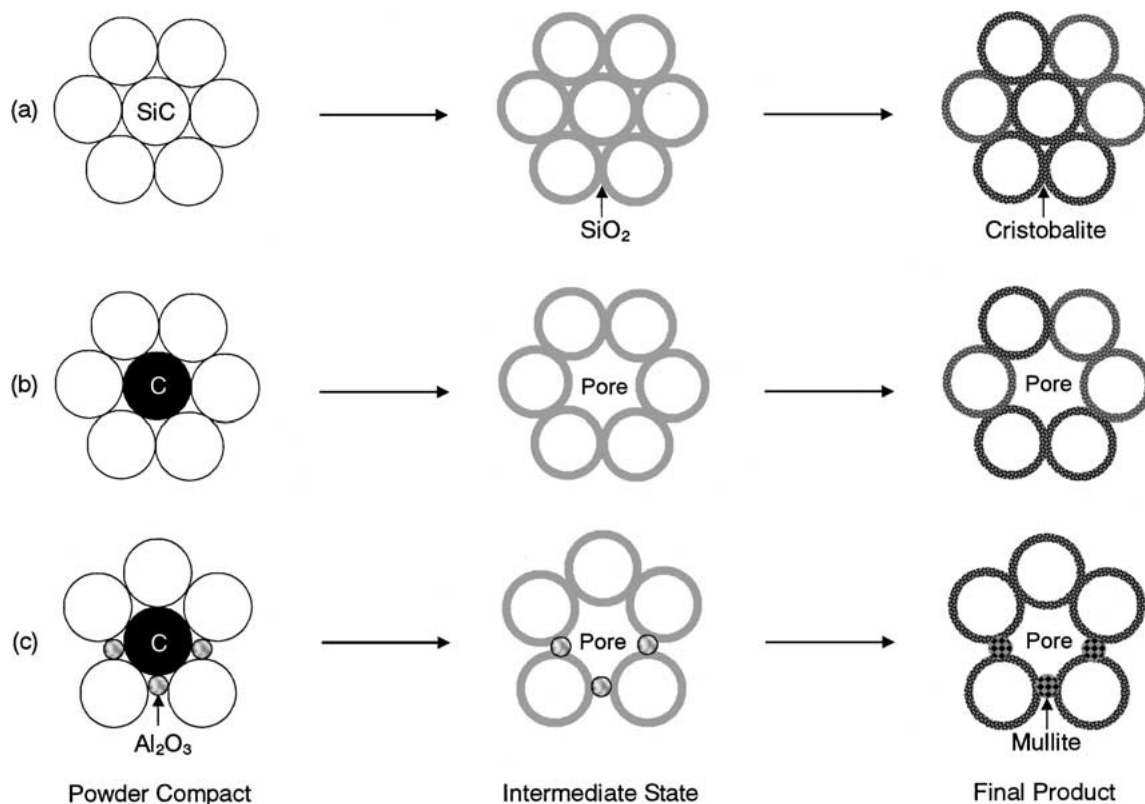 (a)
SiC
SiO₂
Cristobalite
(b)
C
Pore
Pore
(c)
C
Pore
Pore
Al₂O₃
Mullite
Powder Compact
Intermediate State
Final Product